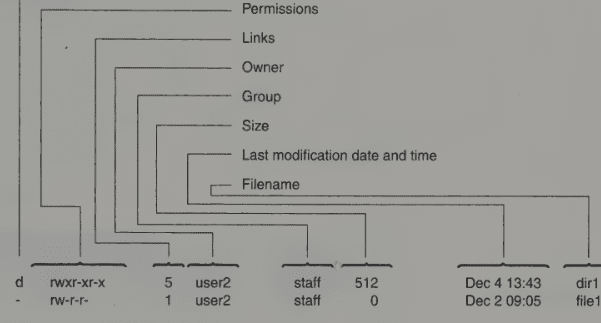 Permissions
Links
Owner
Group
Size
Last modification date and time
Filename
d rwxr-xr-x 5 user2 staff 512 Dec 4 13:43 dir1
- rw-r-r- 1 user2 staff 0 Dec 2 09:05 file1